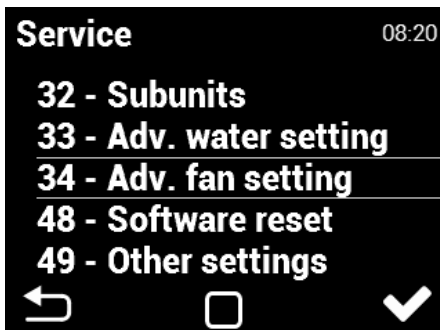 Service 08:20
32 - Subunits
33 - Adv. water setting
34 - Adv. fan setting
48 - Software reset
49 - Other settings